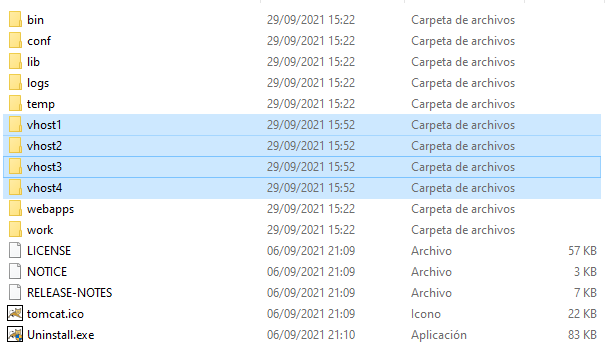 bin 29/09/2021 15:22 Carpeta de archivos
conf 29/09/2021 15:22 Carpeta de archivos
lib 29/09/2021 15:22 Carpeta de archivos
logs 29/09/2021 15:22 Carpeta de archivos
temp 29/09/2021 15:22 Carpeta de archivos
vhost1 29/09/2021 15:52 Carpeta de archivos
vhost2 29/09/2021 15:52 Carpeta de archivos
vhost3 29/09/2021 15:52 Carpeta de archivos
vhost4 29/09/2021 15:52 Carpeta de archivos
webapps 29/09/2021 15:22 Carpeta de archivos
work 29/09/2021 15:22 Carpeta de archivos
LICENSE 06/09/2021 21:09 Archivo 57 KB
NOTICE 06/09/2021 21:09 Archivo 3 KB
RELEASE-NOTES 06/09/2021 21:09 Archivo 7 KB
tomcat.ico 06/09/2021 21:09 Icono 22 KB
Uninstall.exe 06/09/2021 21:10 Aplicación 83 KB